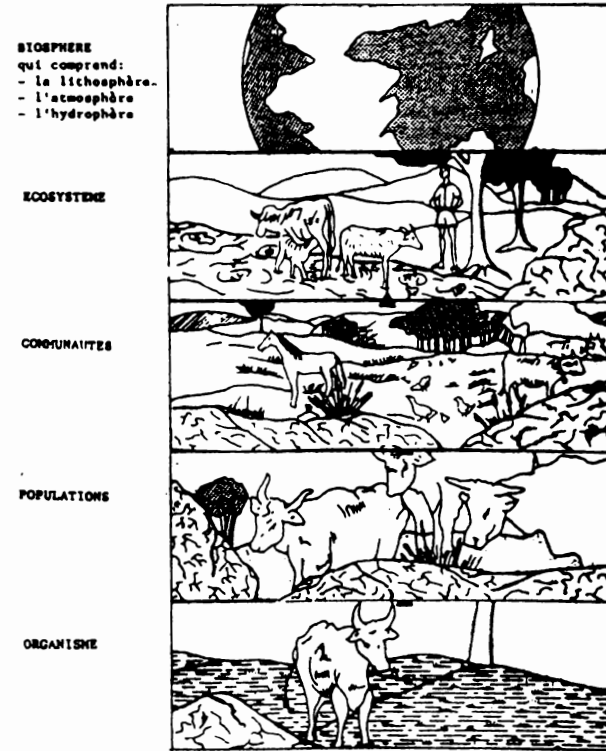 BIOSPHERE
qui comprend:
- la lithosphère.
- l'atmosphère
- l'hydrophère
ECOSYSTEME
COMMUNAUTES
POPULATIONS
ORGANISME